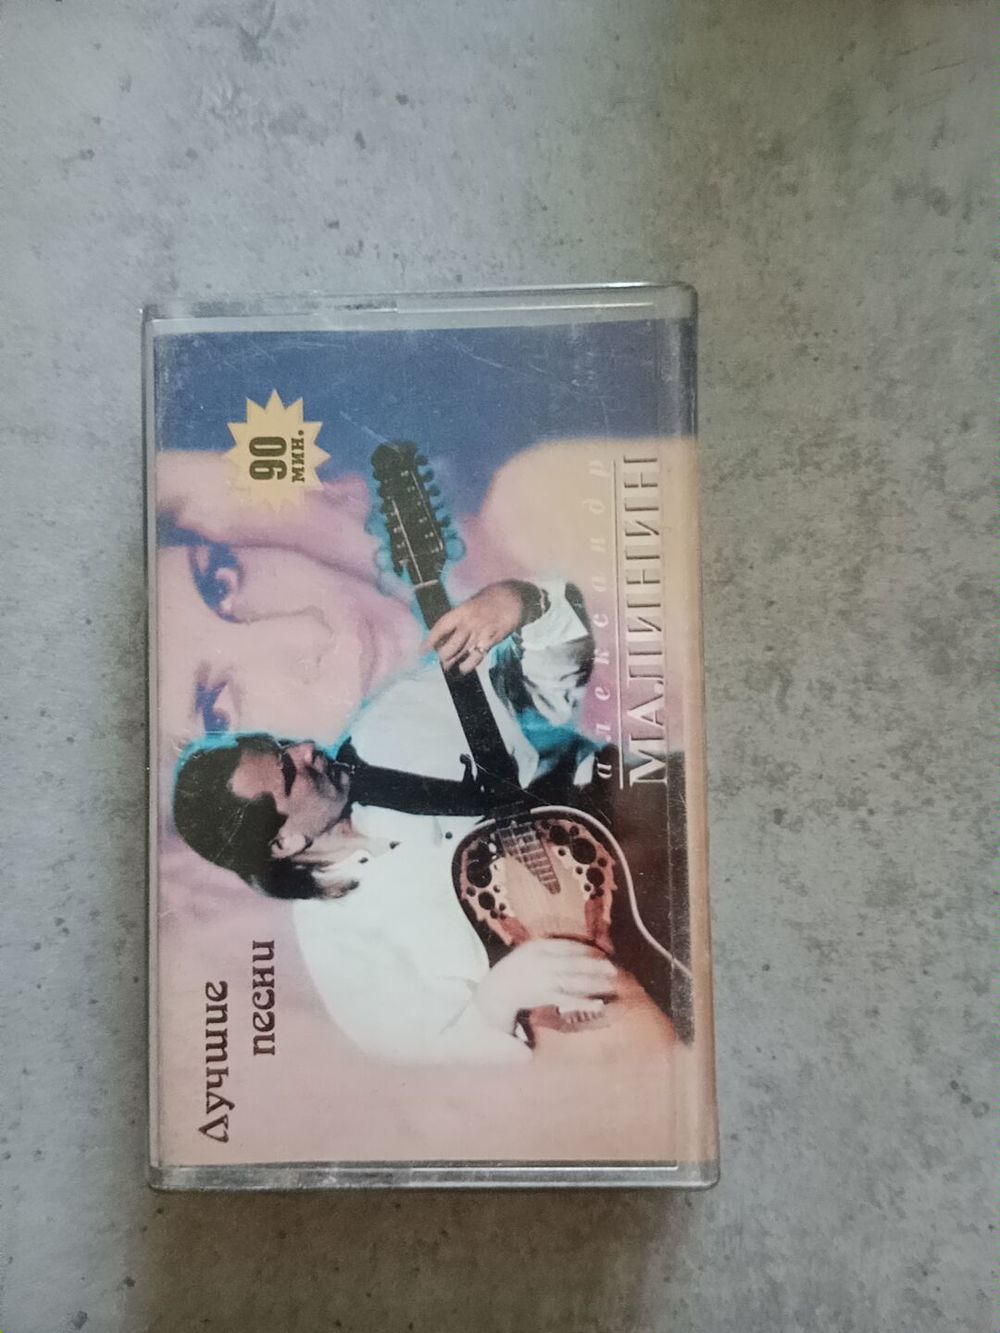 90
мин.
александр
МАЛИНИН
Лучшие
песни